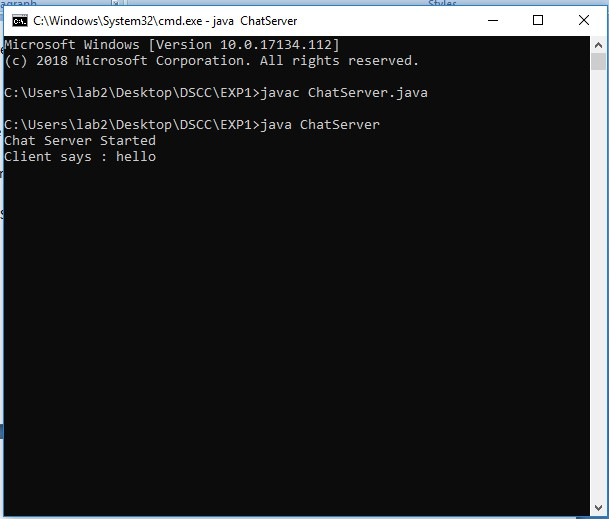 agraph
Styles
C:\Windows\System32\cmd.exe - java  ChatServer
Microsoft Windows [Version 10.0.17134.112]
(c) 2018 Microsoft Corporation. All rights reserved.
C:\Users\lab2\Desktop\DSCC\EXP1>javac ChatServer.java
C:\Users\lab2\Desktop\DSCC\EXP1>java ChatServer
Chat Server Started
Client says : hello